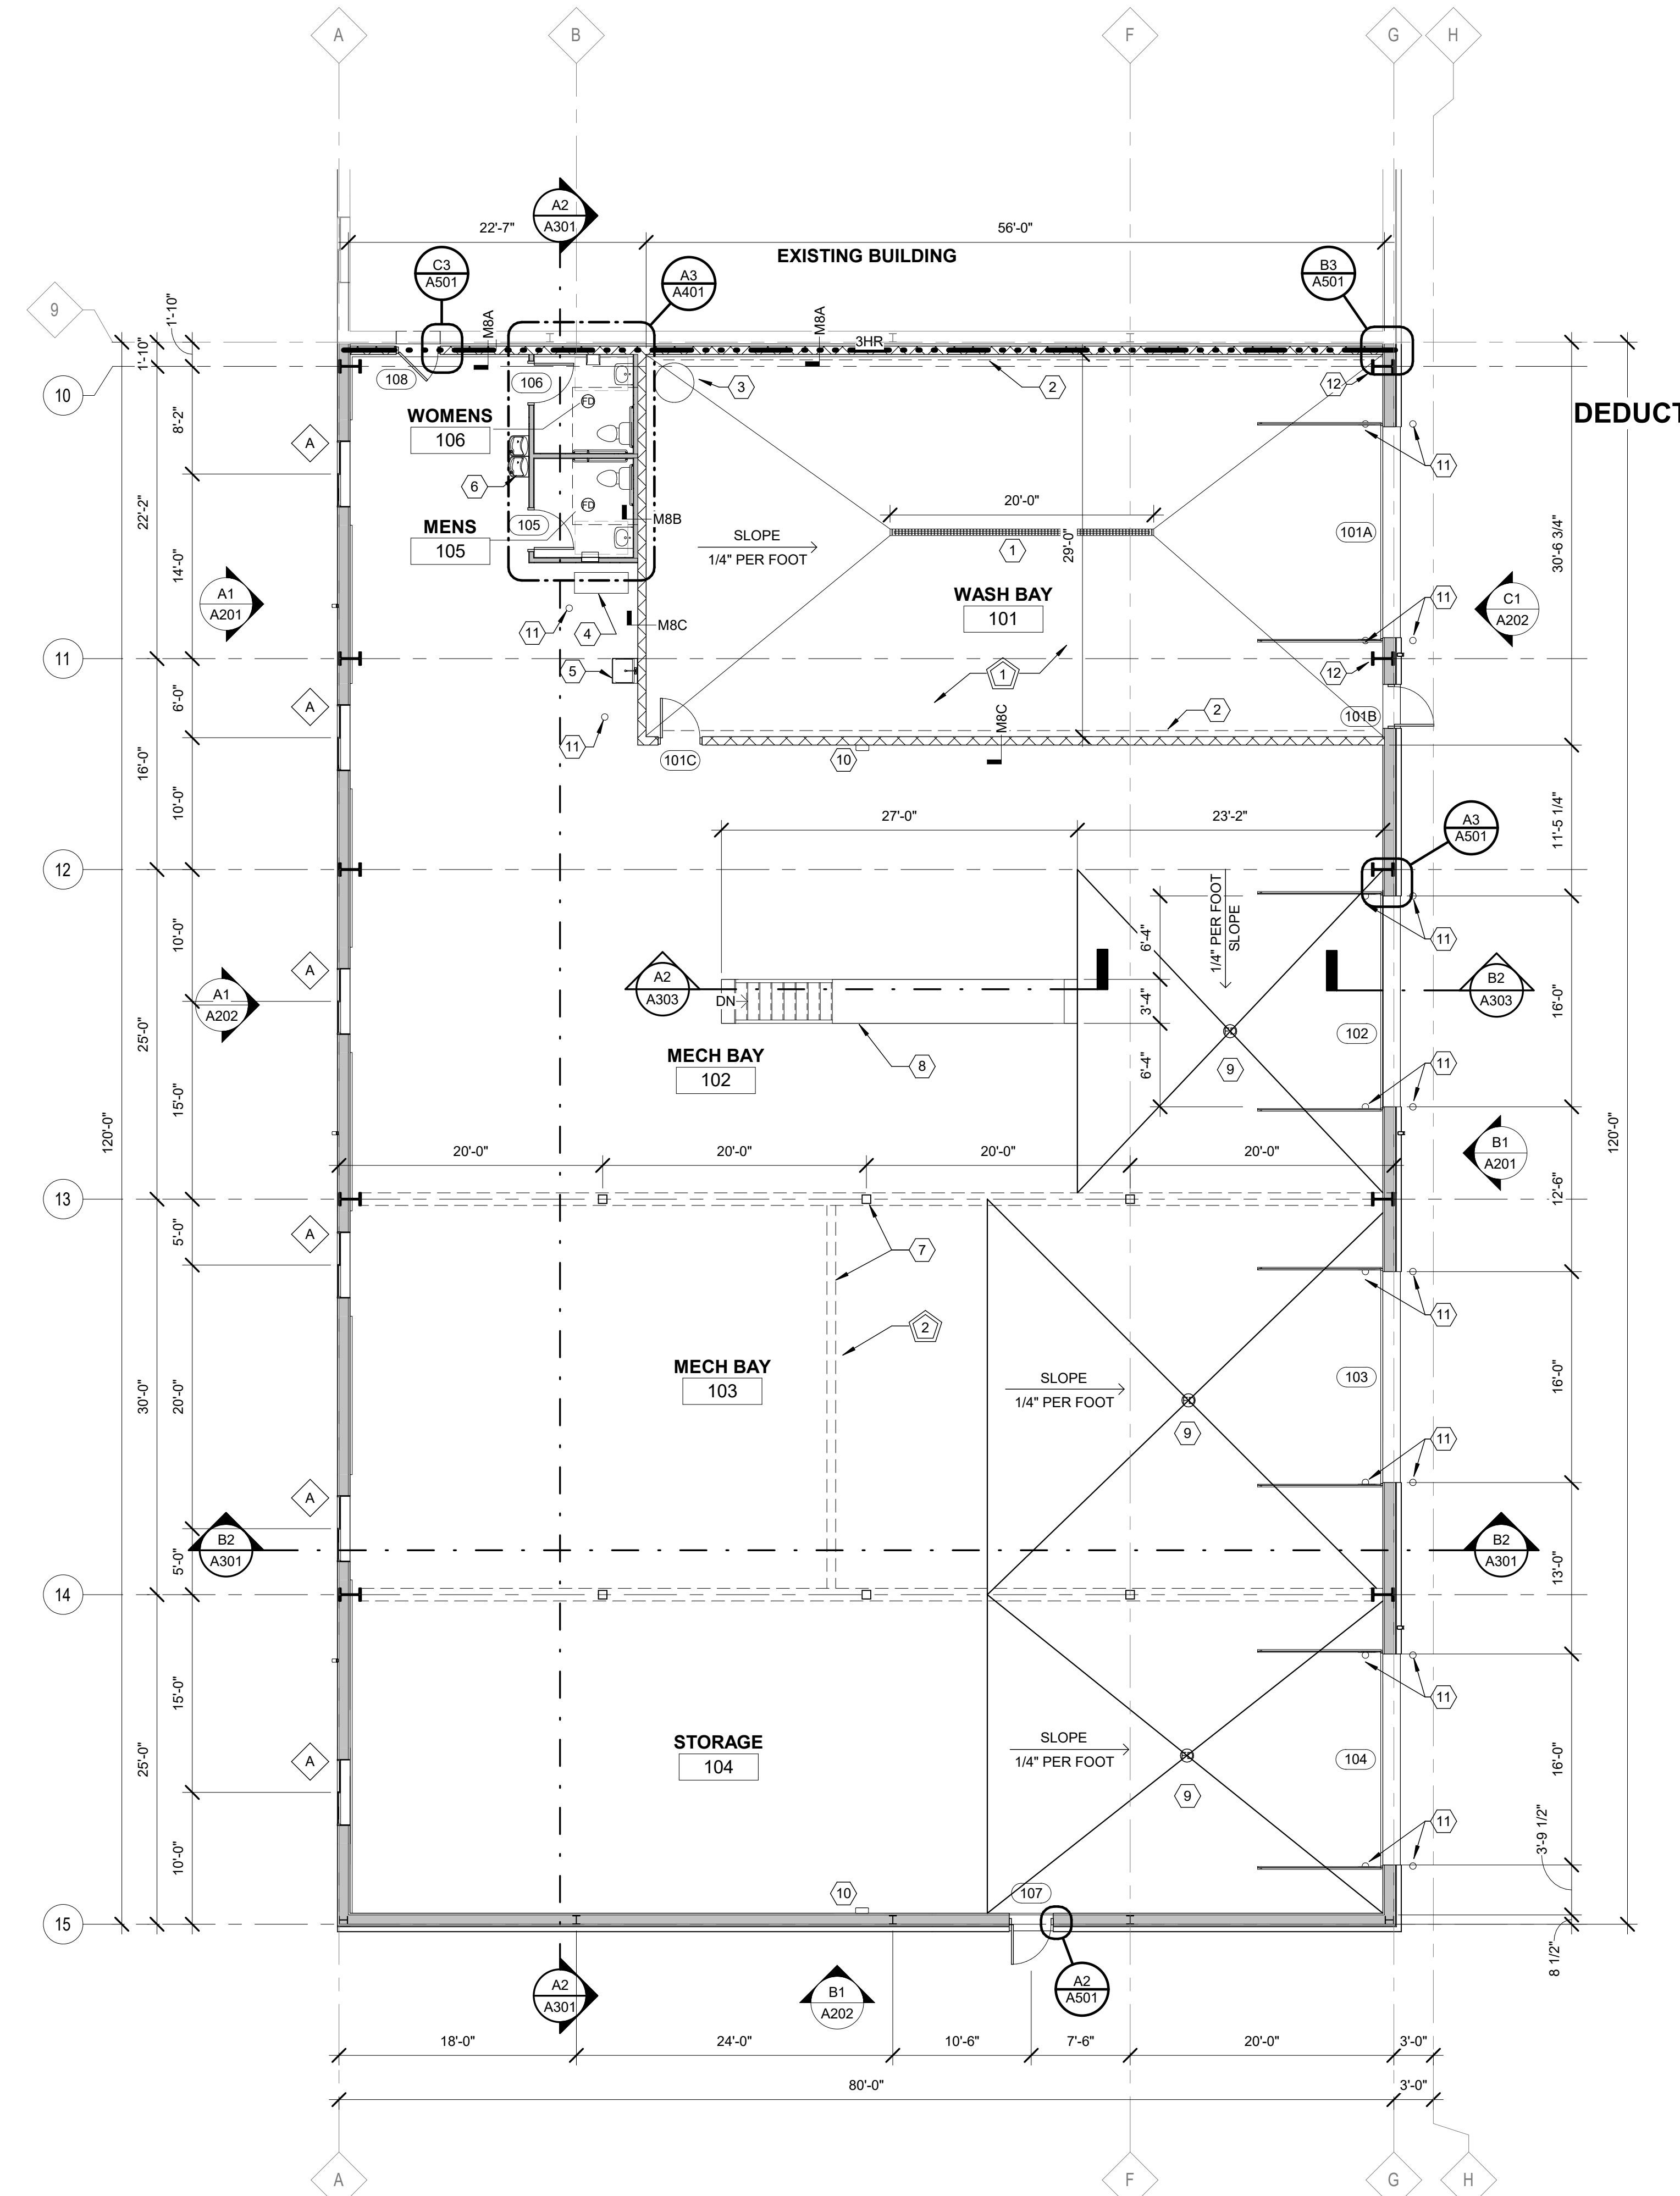 A
B
F
G
H
A2
A301
22'-7"
56'-0"
EXISTING BUILDING
C3
A501
A3
A401
B3
A501
9
1'-10"
1'-10"
M8A
M8A
3HR
108
106
3
2
12
10
WOMENS
106
FD
DEDUCT
8'-2"
A
11
6
20'-0"
22'-2"
MENS
105
105
FD
M8B
SLOPE
1/4" PER FOOT
1
29'-0"
101A
30'-6 3/4"
14'-0"
A1
A201
WASH BAY
101
11
C1
A202
11
4
M8C
11
5
1
12
A
6'-0"
2
101B
M8C
11
101C
10
16'-0"
10'-0"
27'-0"
23'-2"
A3
A501
11'-5 1/4"
12
1/4" PER FOOT
SLOPE
6'-4"
11
10'-0"
A
A1
A202
A2
A303
DN
3'-4"
B2
A303
16'-0"
25'-0"
102
MECH BAY
102
8
6'-4"
9
11
15'-0"
120'-0"
120'-0"
20'-0"
20'-0"
20'-0"
20'-0"
B1
A201
12'-6"
13
5'-0"
A
7
11
2
MECH BAY
103
SLOPE
1/4" PER FOOT
103
16'-0"
30'-0"
20'-0"
9
11
A
B2
A301
B2
A301
5'-0"
13'-0"
14
15'-0"
11
STORAGE
104
SLOPE
1/4" PER FOOT
104
16'-0"
25'-0"
A
9
11
3'-9 1/2"
10'-0"
10
107
15
8 1/2"
A2
A301
B1
A202
A2
A501
18'-0"
24'-0"
10'-6"
7'-6"
20'-0"
3'-0"
80'-0"
3'-0"
A
F
G
H